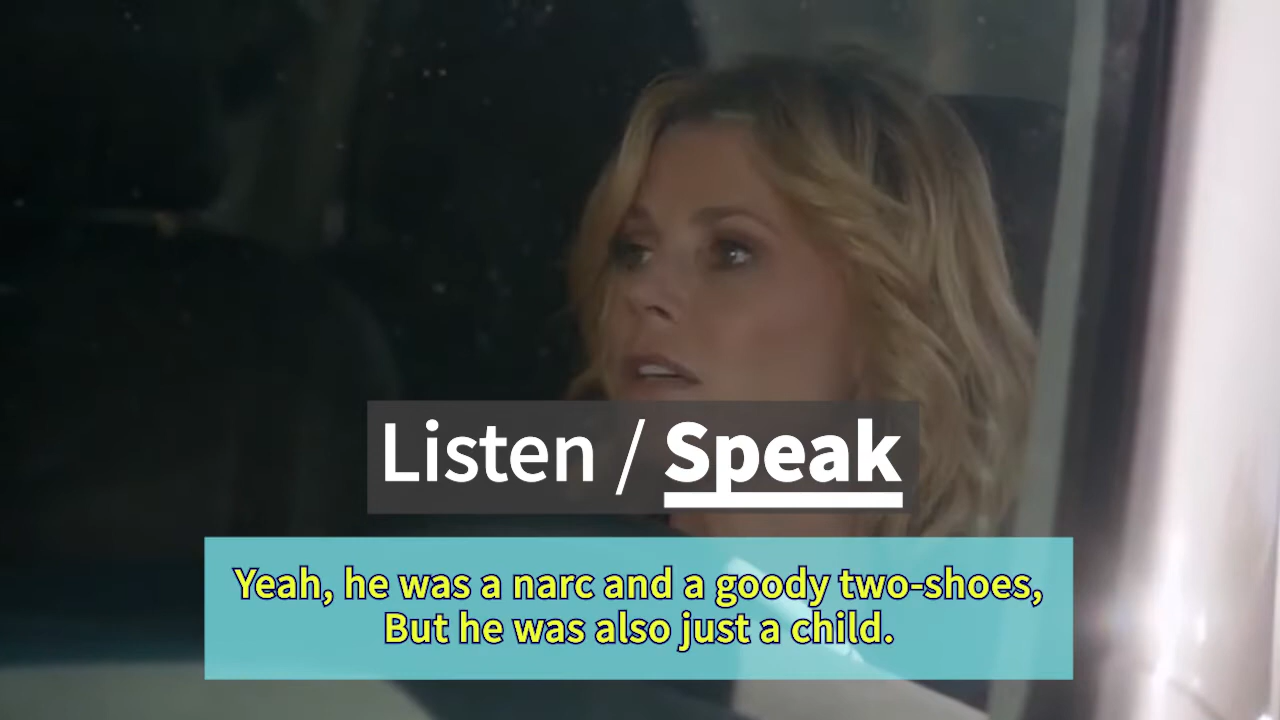 Listen / Speak
Yeah, he was a narc and a goody two-shoes,
But he was also just a child.